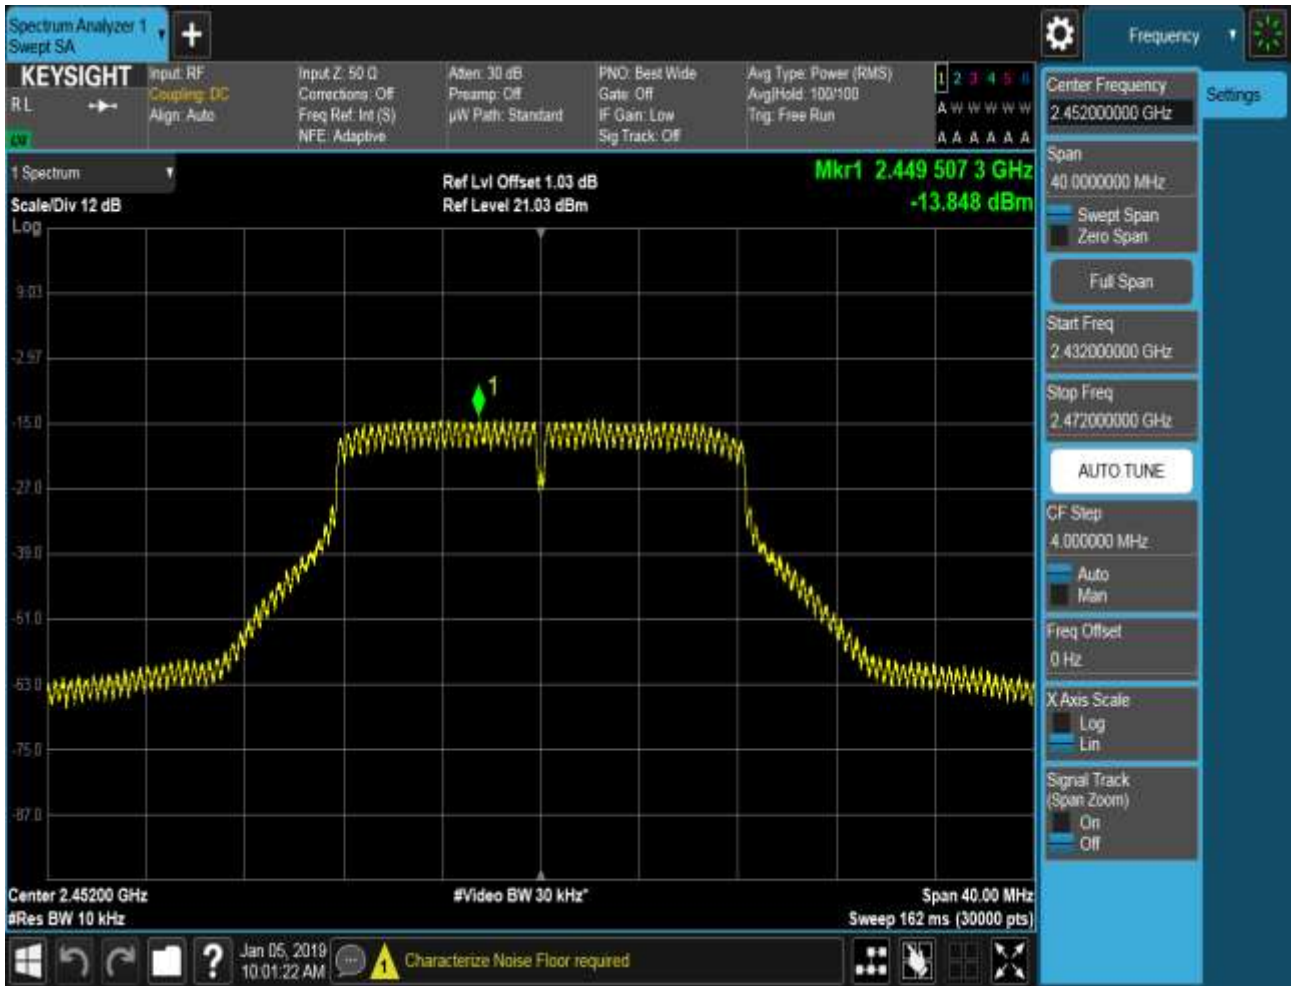 Spectrum Analyzer 1
Swept SA
+
Frequency
KEYSIGHT
R L
Input: RF
Coupling: DC
Align: Auto
Input Z: 50 Ω
Corrections: Off
Freq Ref: Int (S)
NFE: Adaptive
Atten: 30 dB
Preamp: Off
µW Path: Standard
PNO: Best Wide
Gate: Off
IF Gain: Low
Sig Track: Off
Avg Type: Power (RMS)
Avg|Hold: 100/100
Trig: Free Run
1 2 3 4 5 6
A W W W W W
A A A A A A
1 Spectrum
Scale/Div 12 dB
Log
Ref Lvl Offset 1.03 dB
Ref Level 21.03 dBm
Mkr1 2.449 507 3 GHz
-13.848 dBm
9.03
-2.97
-15.0
-27.0
-39.0
-51.0
-63.0
-75.0
-87.0
1
Center 2.45200 GHz
#Res BW 10 kHz
#Video BW 30 kHz*
Span 40.00 MHz
Sweep 162 ms (30000 pts)
Center Frequency
2.452000000 GHz
Settings
Span
40.0000000 MHz
Swept Span
Zero Span
Full Span
Start Freq
2.432000000 GHz
Stop Freq
2.472000000 GHz
AUTO TUNE
CF Step
4.000000 MHz
Auto
Man
Freq Offset
0 Hz
X Axis Scale
Log
Lin
Signal Track
(Span Zoom)
On
Off
?
Jan 05, 2019
10:01:22 AM
1
Characterize Noise Floor required